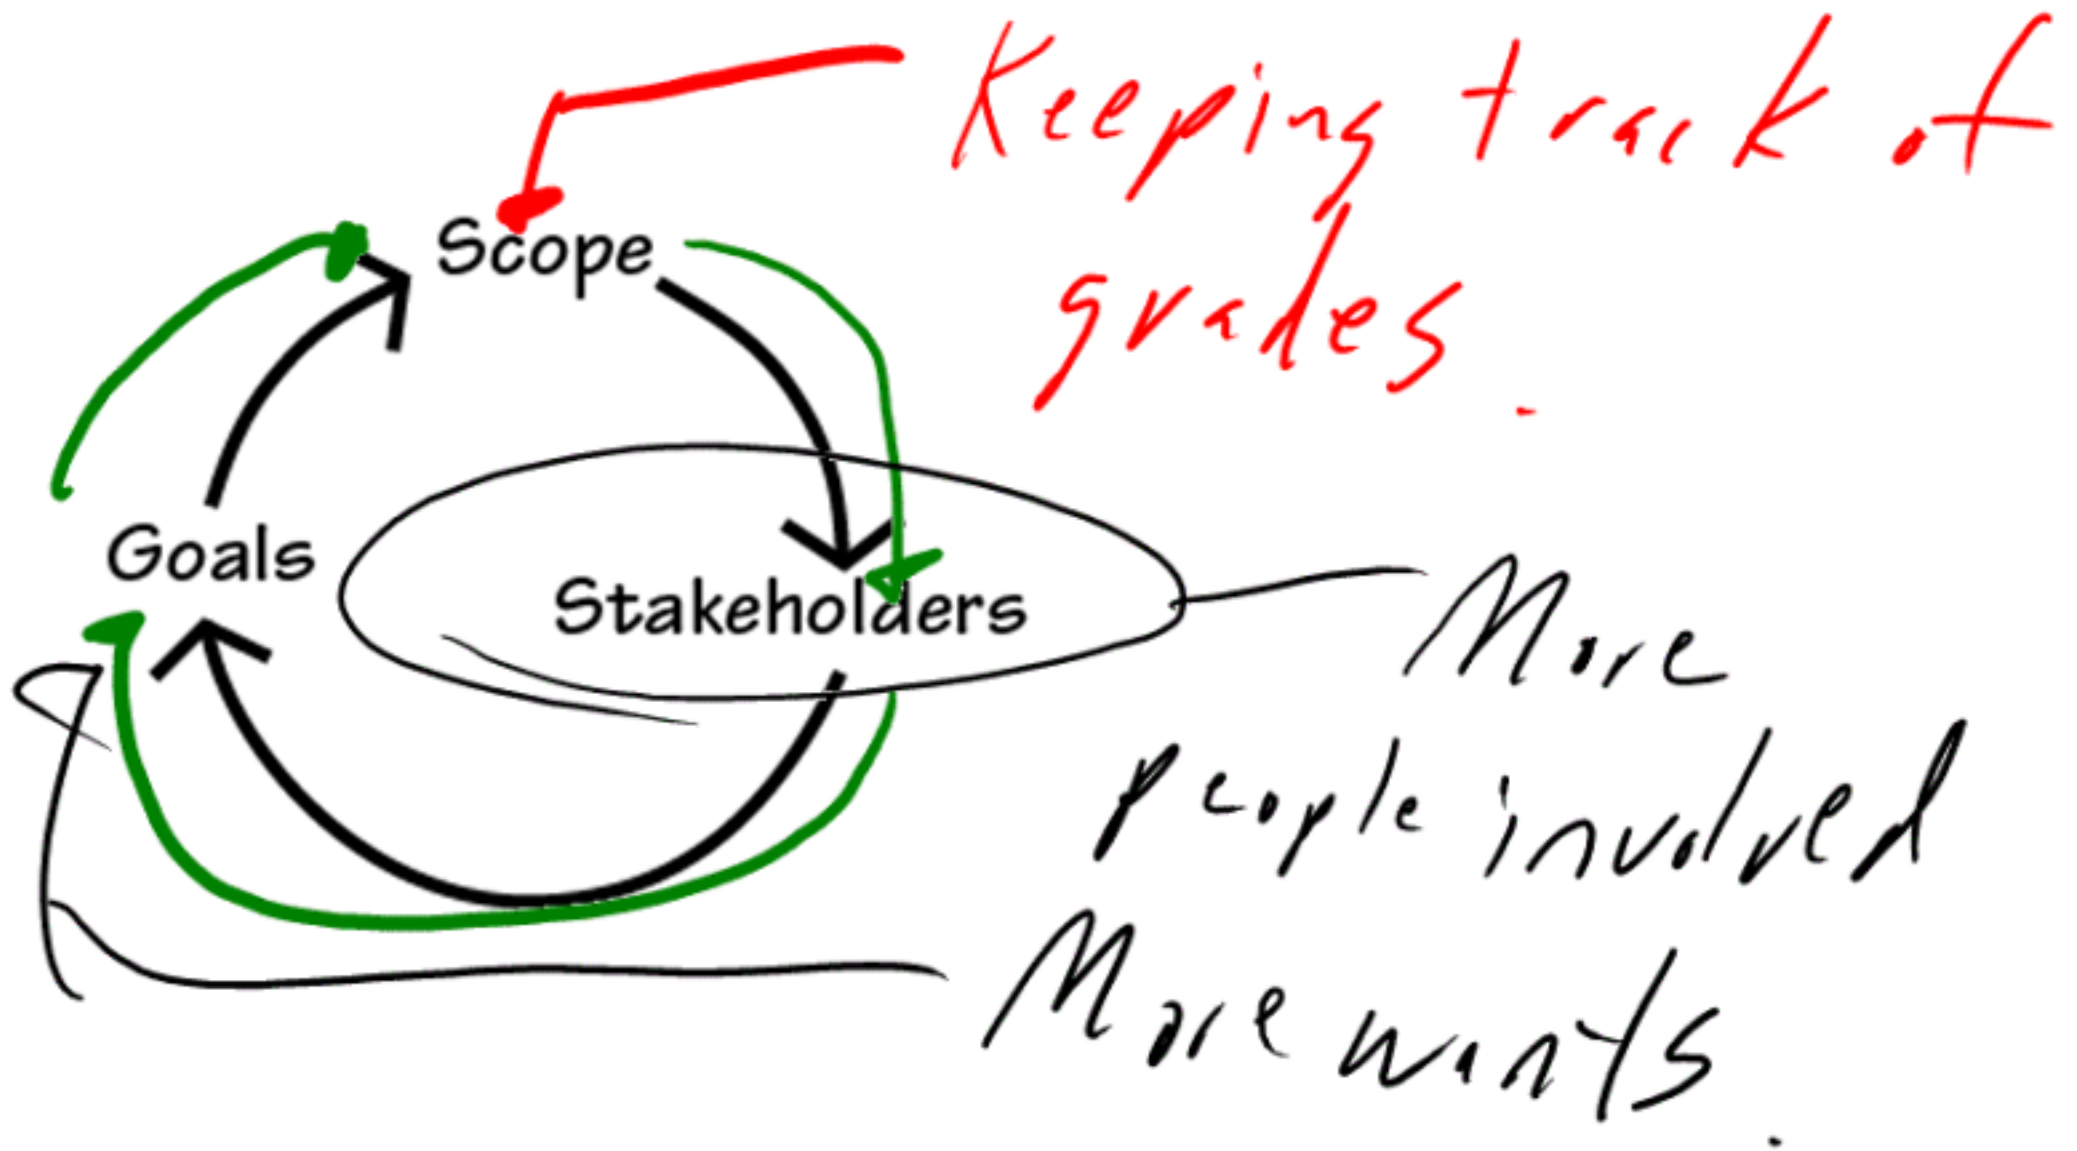 Keeping track of
grades.
Scope
Goals
Stakeholders
More
people involved
More wants.